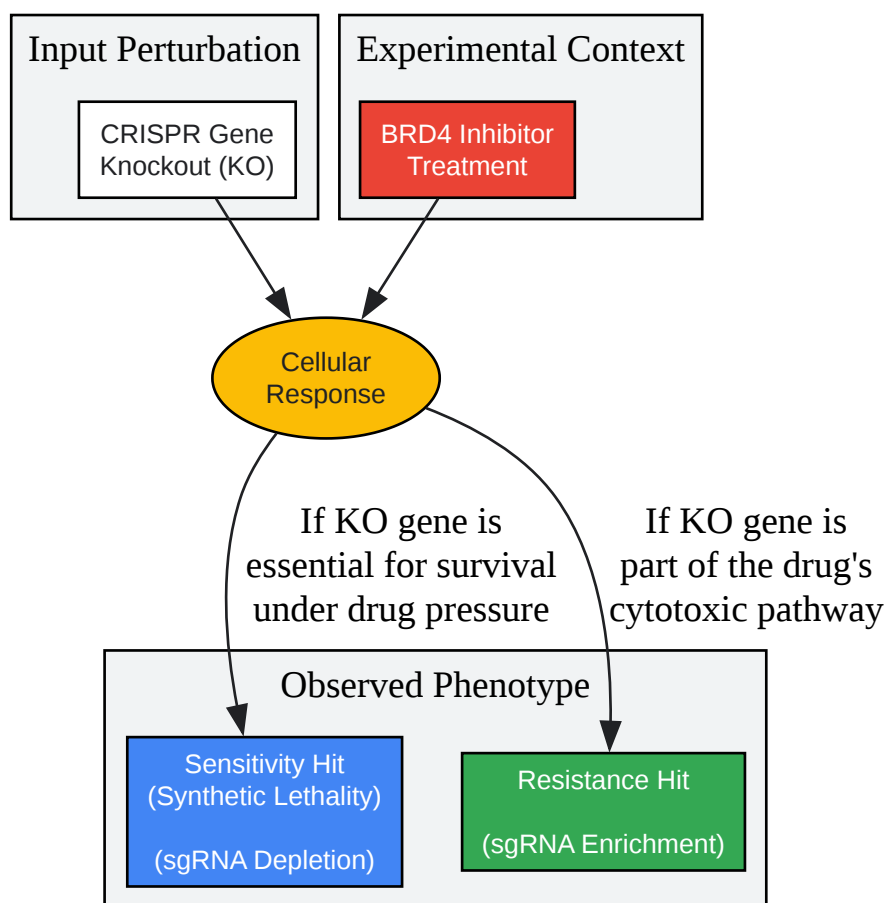 Input Perturbation
Experimental Context
CRISPR Gene
Knockout (KO)
BRD4 Inhibitor
Treatment
Cellular
Response
If KO gene is
essential for survival
under drug pressure
If KO gene is
part of the drug's
cytotoxic pathway
Observed Phenotype
Sensitivity Hit
(Synthetic Lethality)
(sgRNA Depletion)
Resistance Hit
(sgRNA Enrichment)